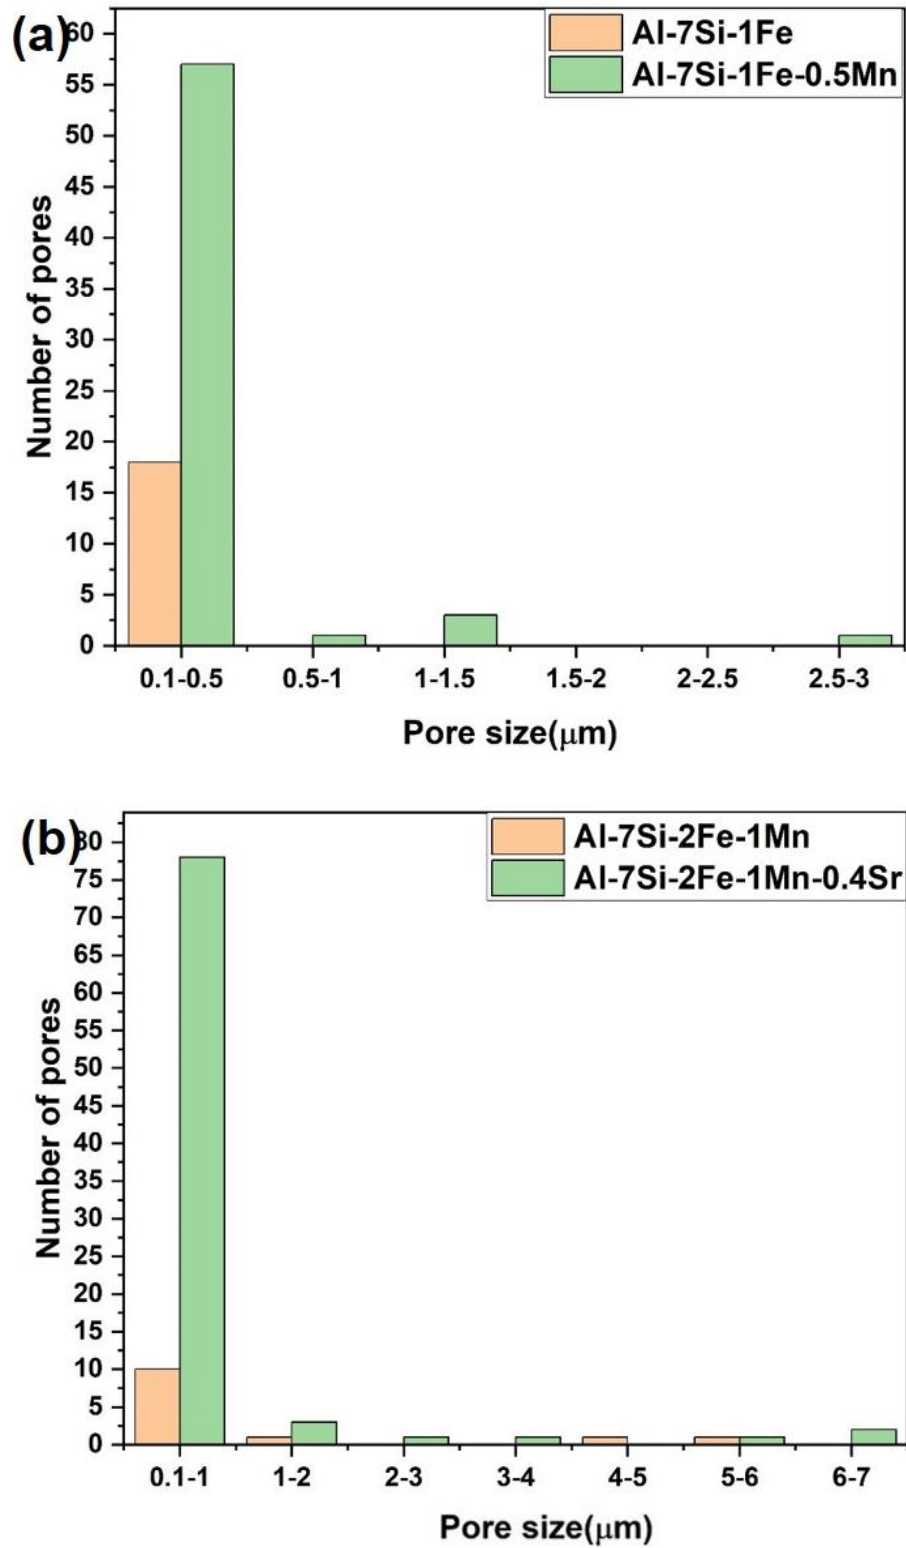 (a)
Al-7Si-1Fe
Al-7Si-1Fe-0.5Mn
60
55
50
45
40
35
30
25
20
15
10
5
0
Number of pores
0.1-0.5 0.5-1 1-1.5 1.5-2 2-2.5 2.5-3
Pore size(μm)
(b)
Al-7Si-2Fe-1Mn
Al-7Si-2Fe-1Mn-0.4Sr
80
75
70
65
60
55
50
45
40
35
30
25
20
15
10
5
0
Number of pores
0.1-1 1-2 2-3 3-4 4-5 5-6 6-7
Pore size(μm)